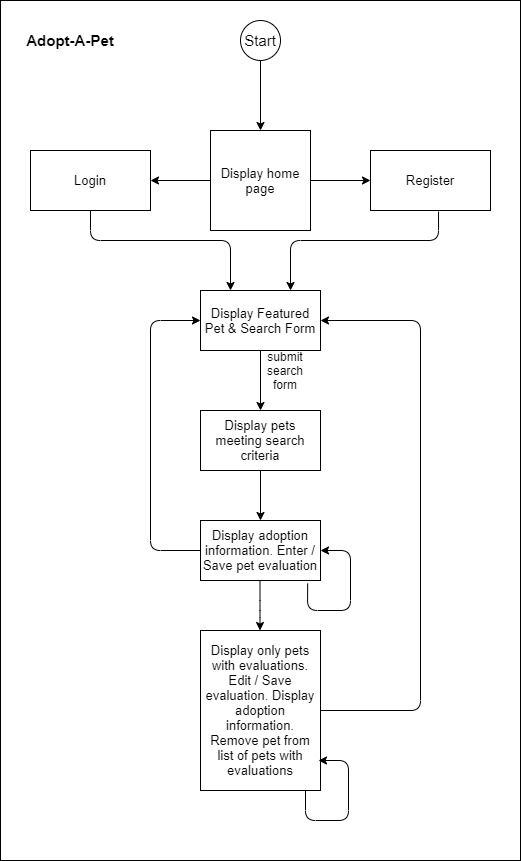 Adopt-A-Pet
Start
Display home
page
Login
Register
Display Featured
Pet & Search Form
submit
search
form
Display pets
meeting search
criteria
Display adoption
information. Enter /
Save pet evaluation
Display only pets
with evaluations.
Edit / Save
evaluation. Display
adoption
information.
Remove pet from
list of pets with
evaluations